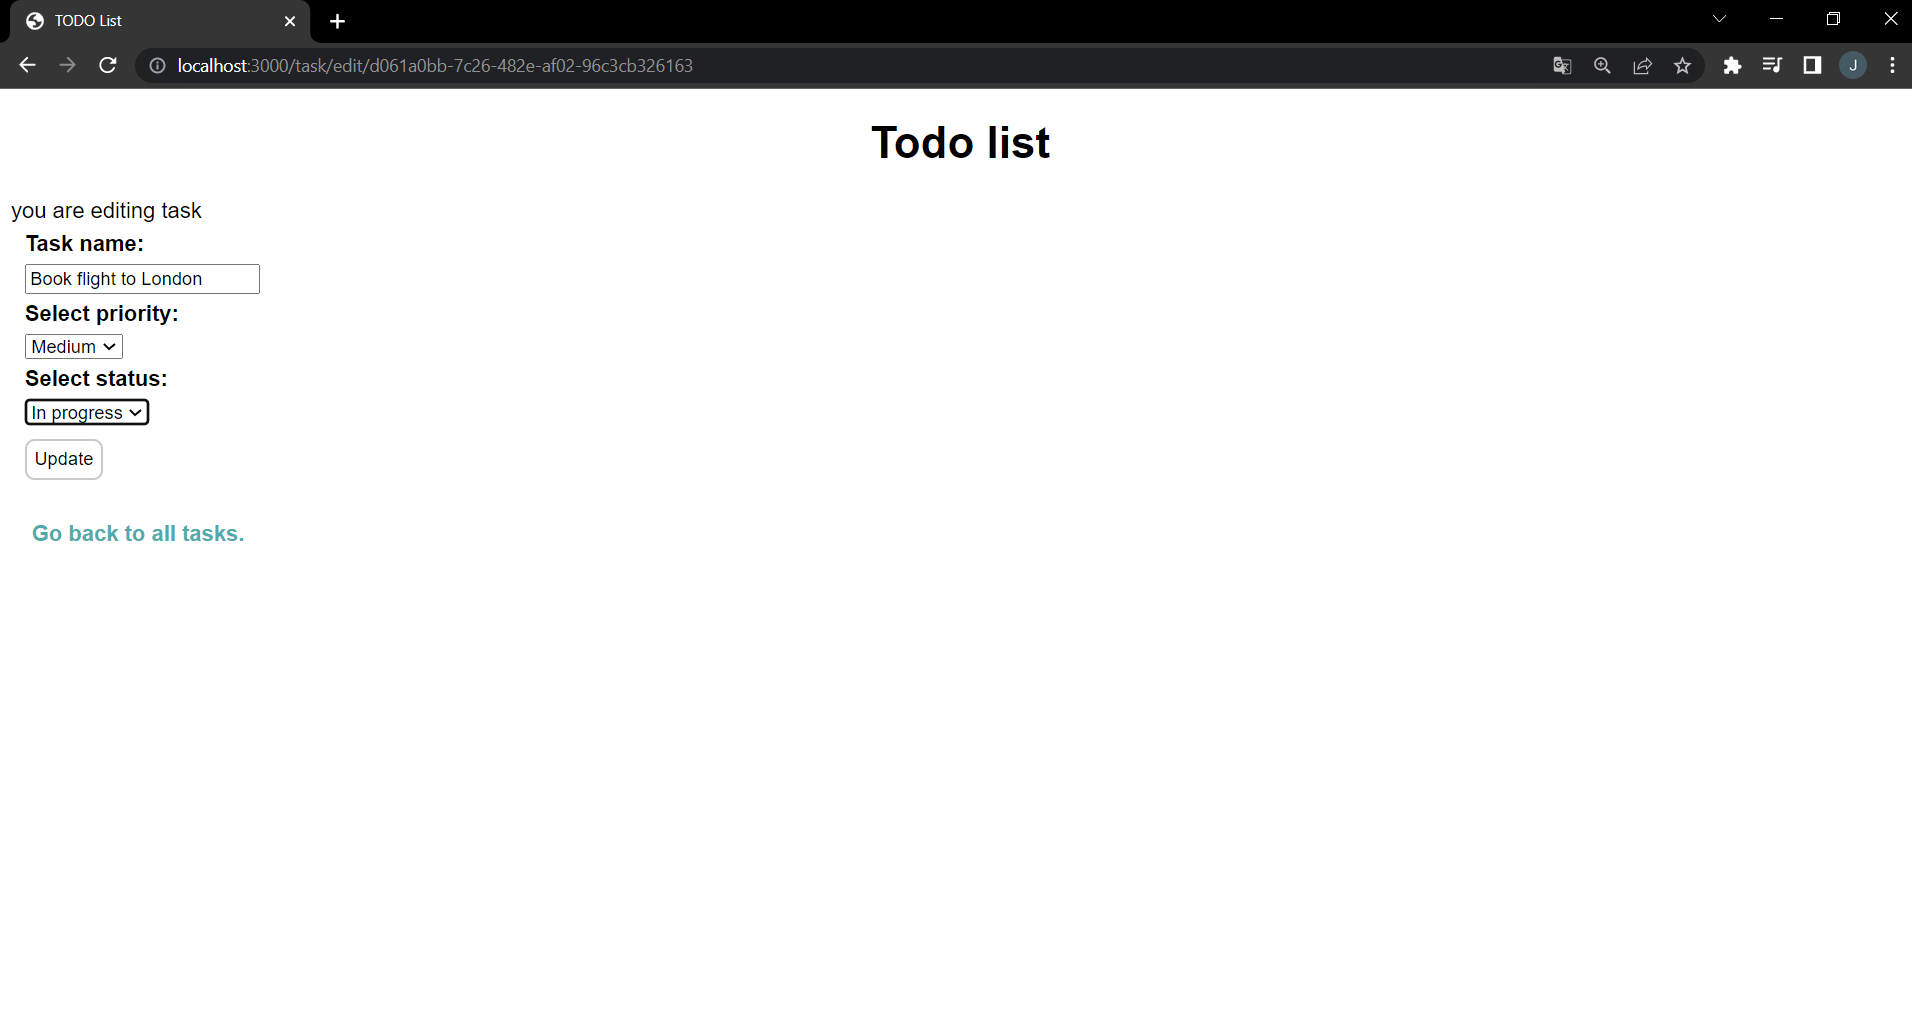 TODO List
localhost:3000/task/edit/d061a0bb-7c26-482e-af02-96c3cb326163
J
Todo list
you are editing task
Task name:
Book flight to London
Select priority:
Medium
Select status:
In progress
Update
Go back to all tasks.